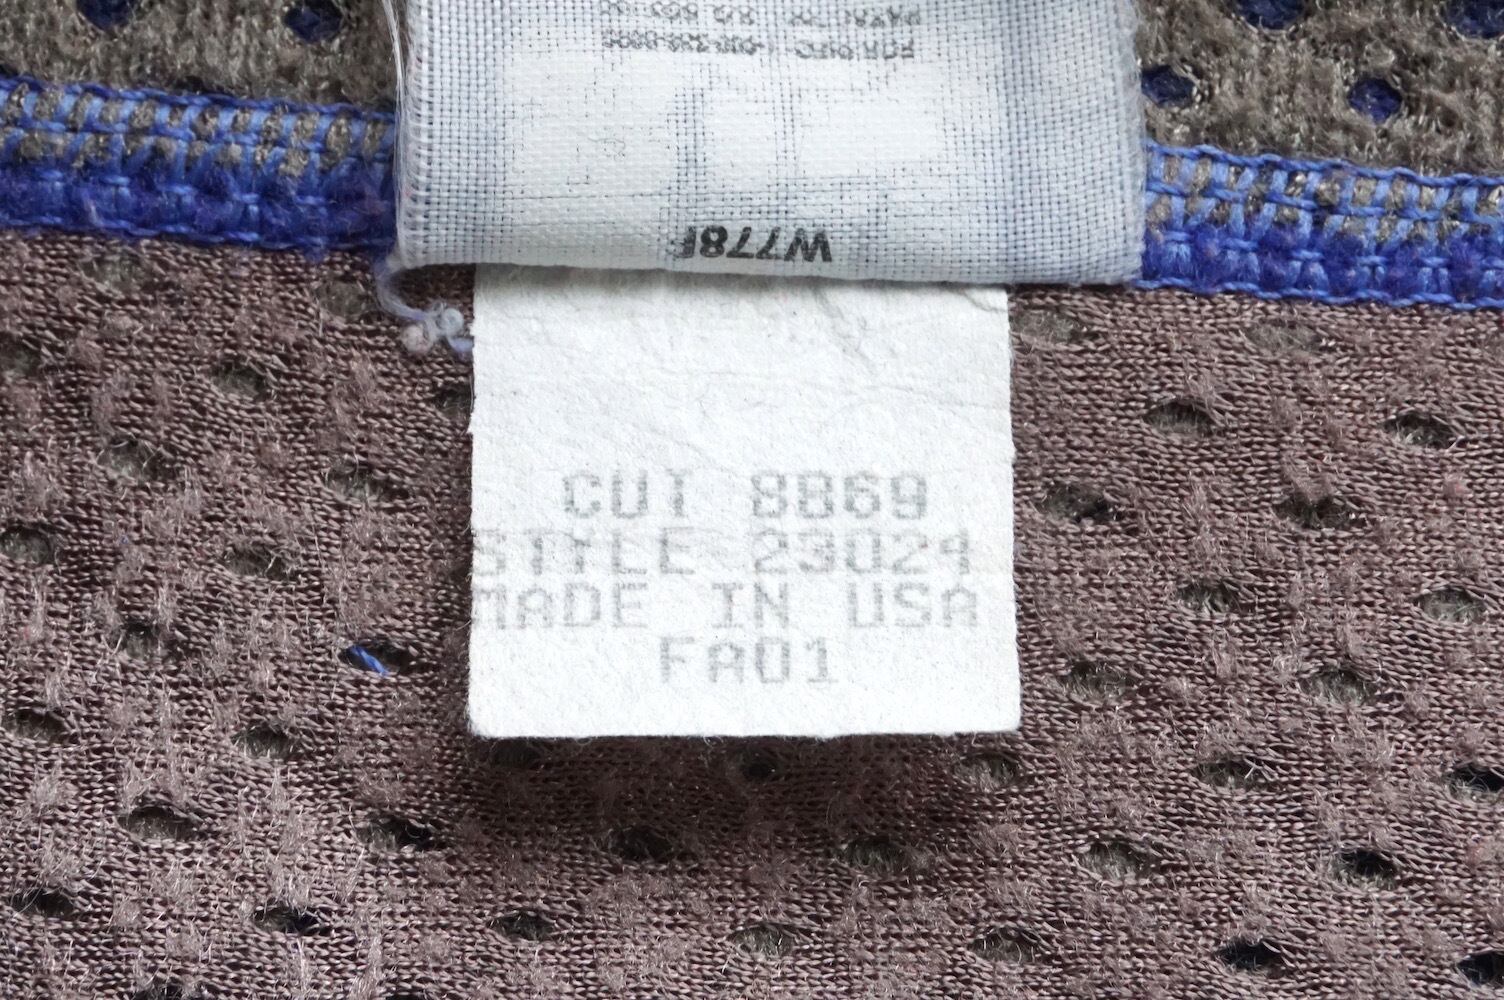 W778F
CUT 8869
STYLE 23024
MADE IN USA
FA01